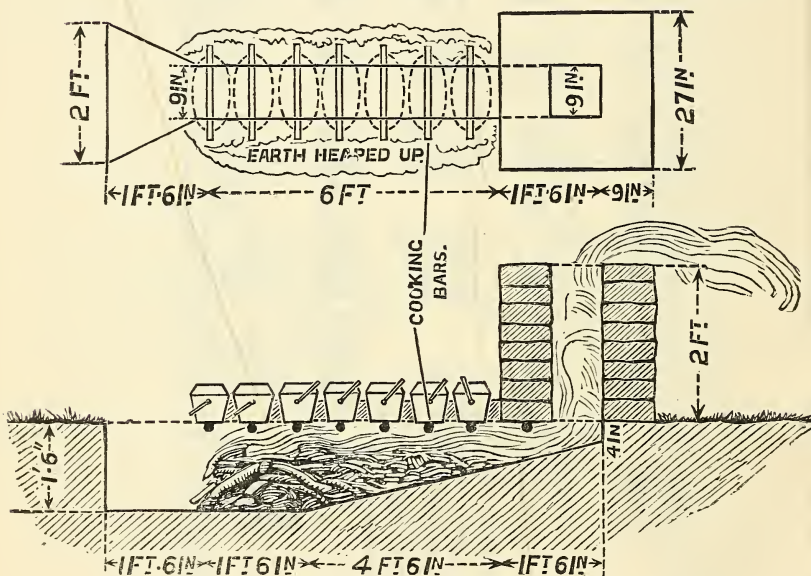 2 FT
9 IN
9 IN
27 IN
EARTH HEAPED UP.
1 FT·6 IN
6 FT
1 FT·6 IN
9 IN
COOKING
BARS.
2 FT
1'·6"
4 IN
1 FT·6 IN
1 FT 6 IN
4 FT 6 IN
1 FT 6 IN